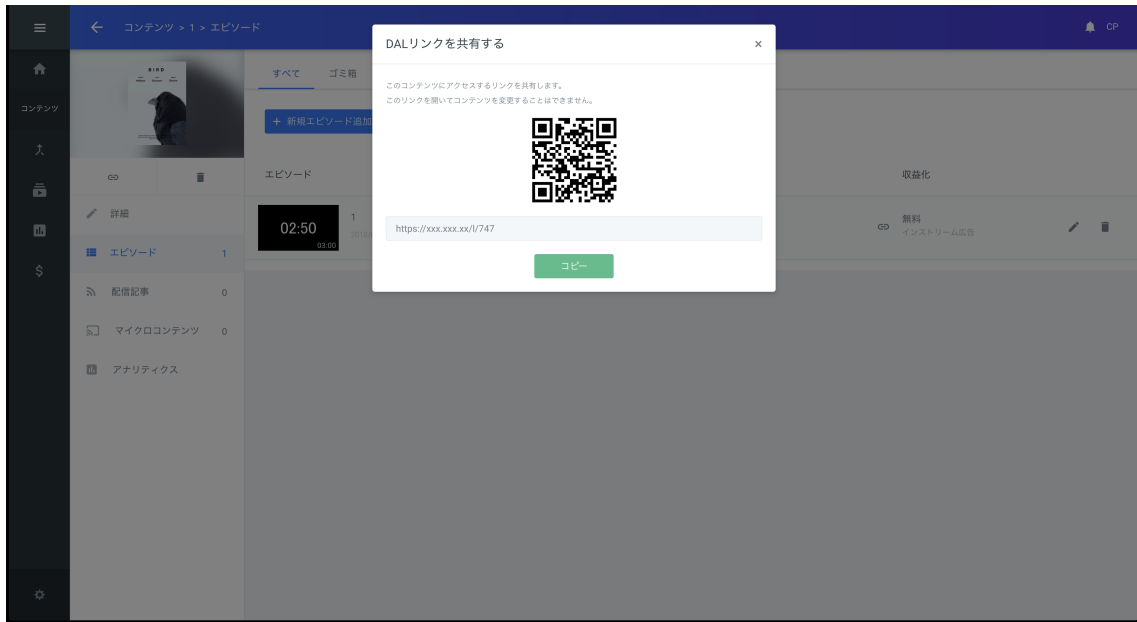 コンテンツ > 1 > エピソード
CP
DALリンクを共有する
×
このコンテンツにアクセスするリンクを共有します。
このリンクを開いてコンテンツを変更することはできません。
https://xxx.xxx.xx/l/747
コピー
コンテンツ
BIRD
詳細
エピソード 1
配信記事 0
マイクロコンテンツ 0
アナリティクス
すべて ゴミ箱
+ 新規エピソード追加
エピソード
収益化
02:50
03:00
1
無料
インストリーム広告